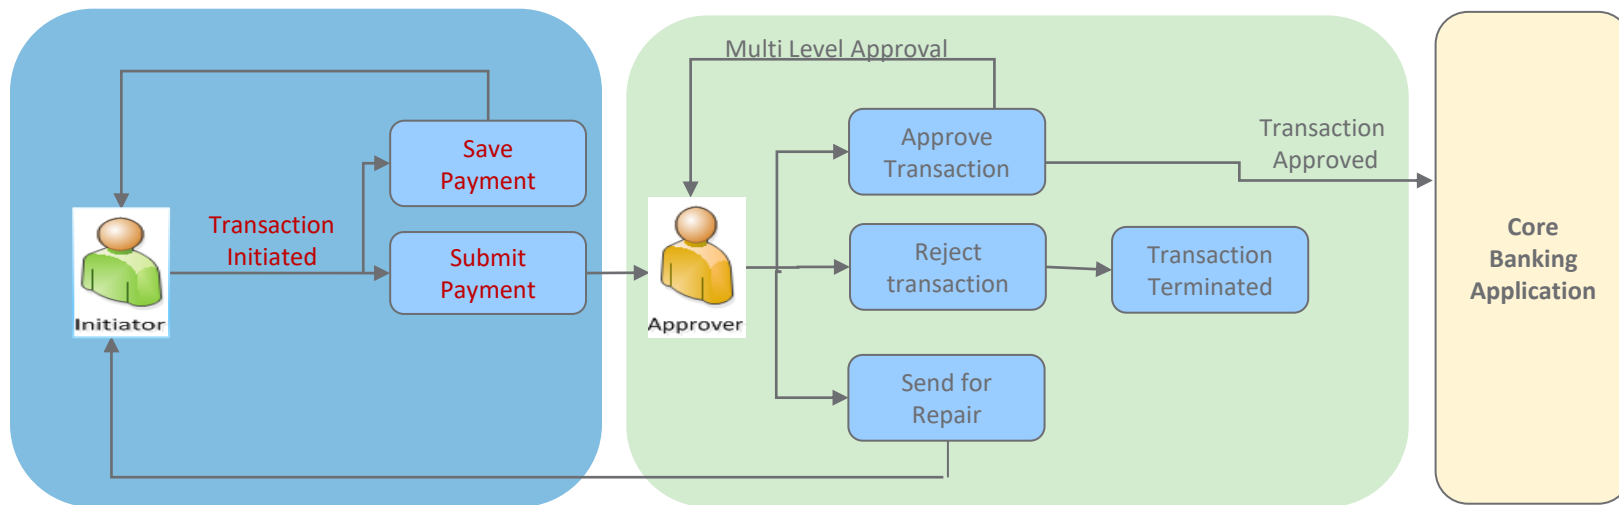 Multi Level Approval
Save
Payment
Transaction
Initiated
Submit
Payment
Initiator
Approver
Approve
Transaction
Reject
transaction
Send for
Repair
Transaction
Terminated
Transaction
Approved
Core
Banking
Application